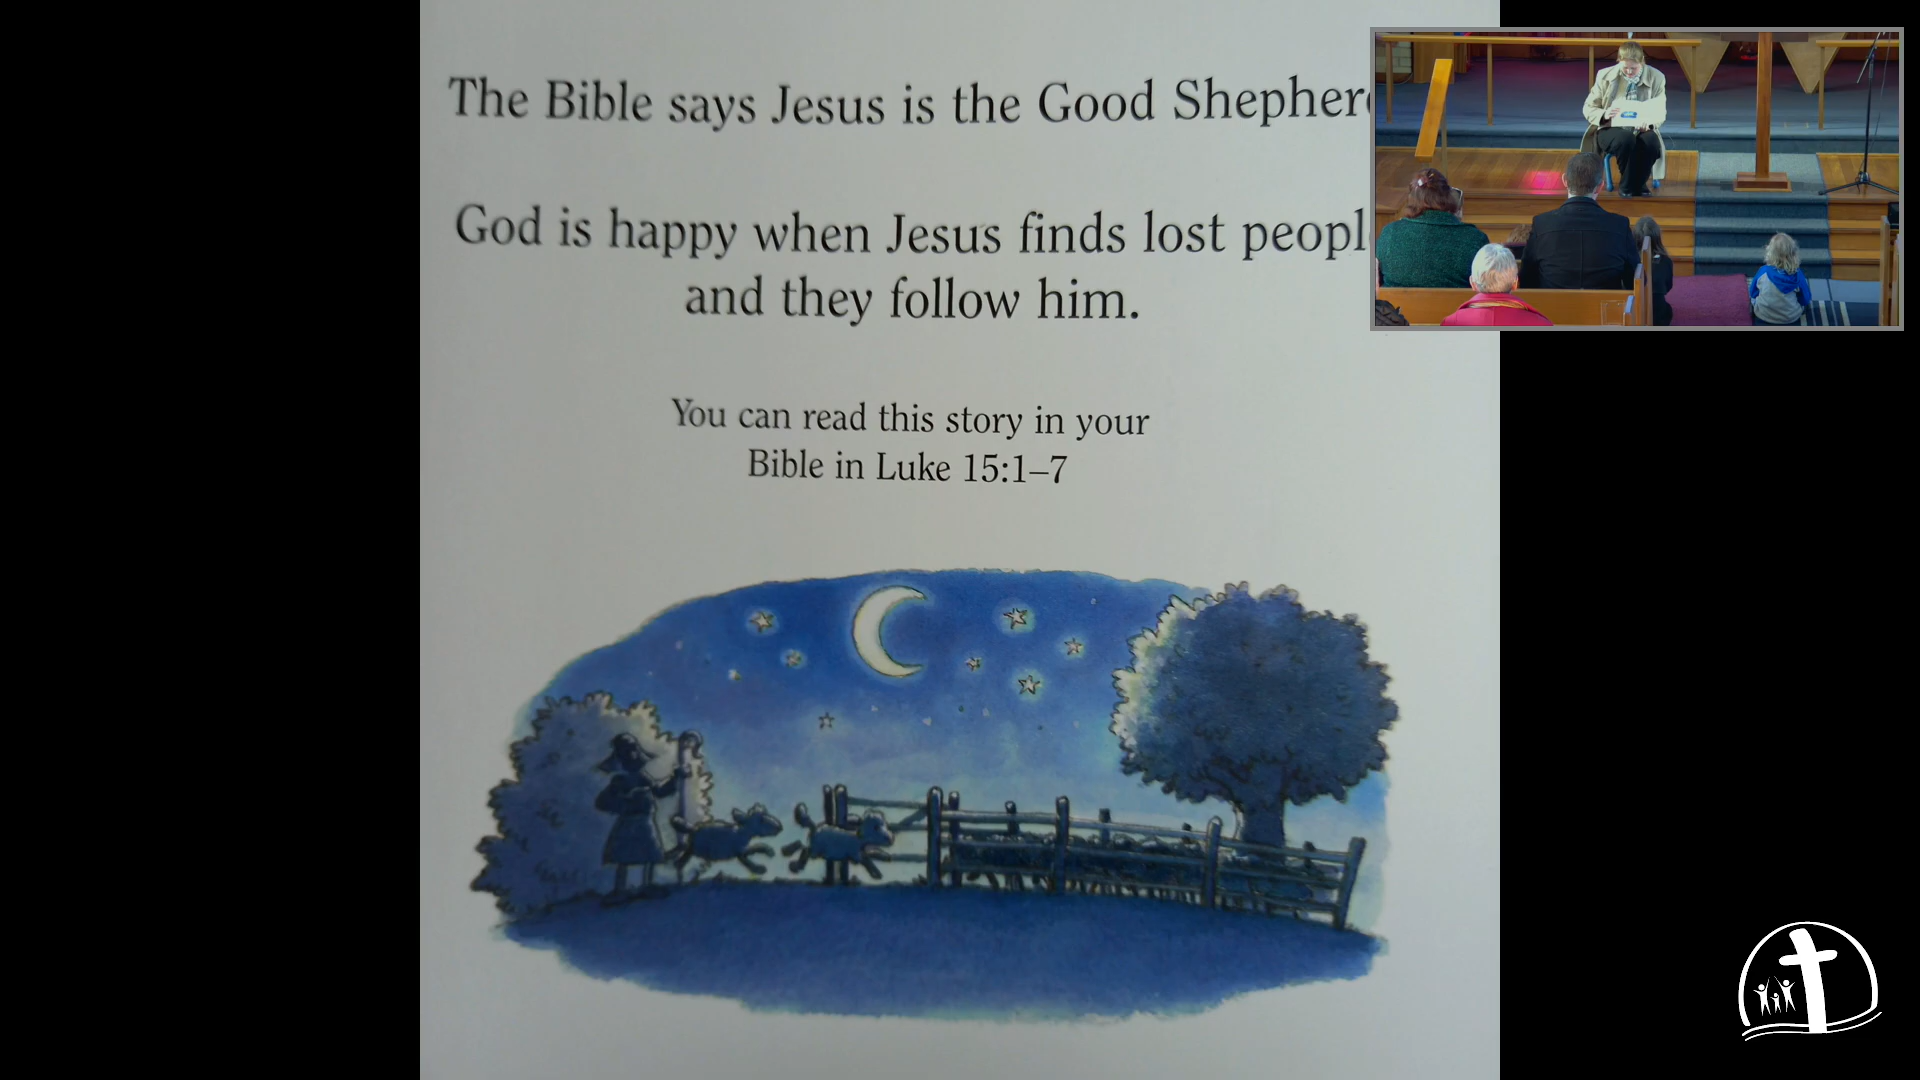 The Bible says Jesus is the Good Shepher
God is happy when Jesus finds lost peopl
and they follow him.
You can read this story in your
Bible in Luke 15:1–7